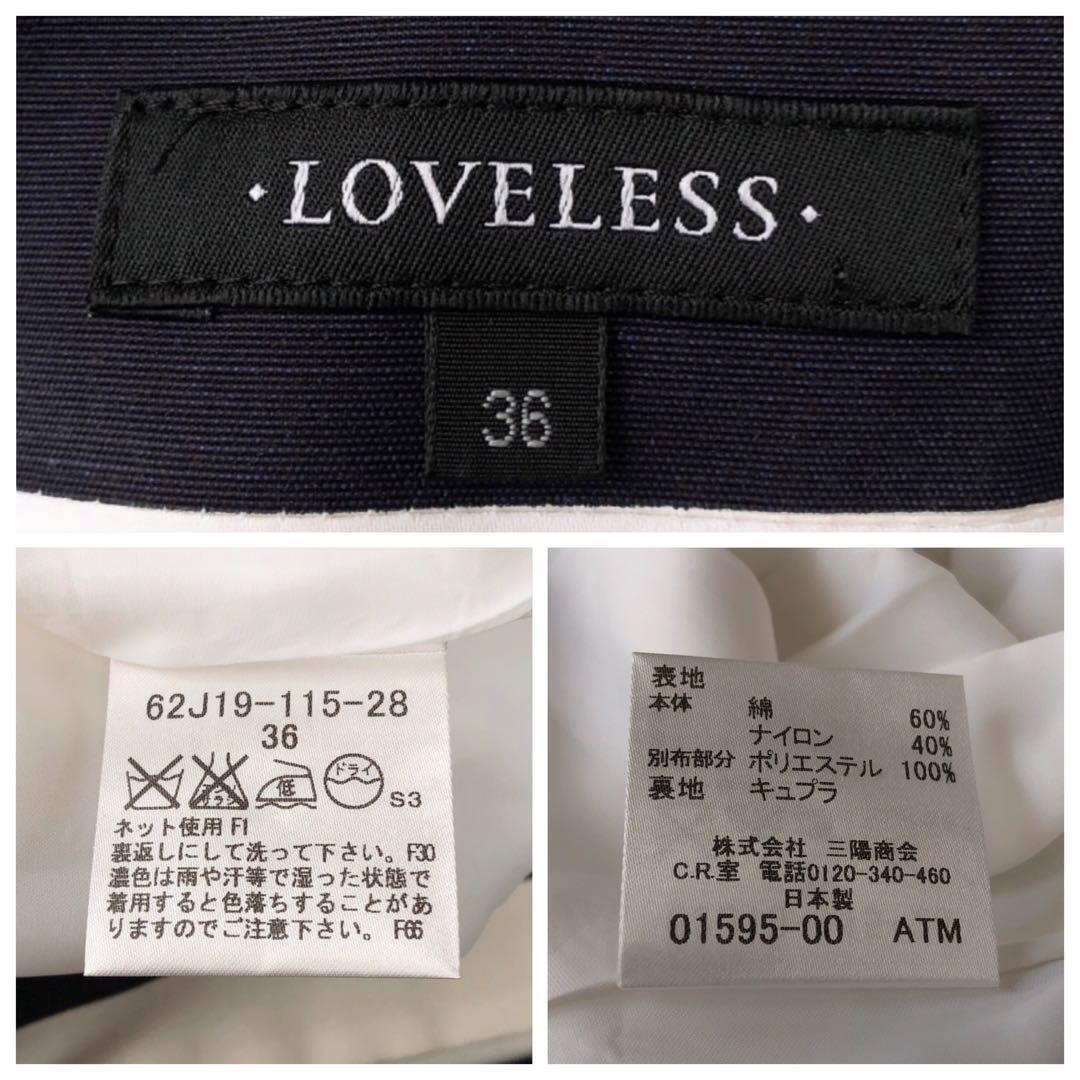 ·LOVELESS·
36
62J19-115-28
36
低
ドライ
S3
ネット使用 F1
裏返しにして洗って下さい。F30
濃色は雨や汗等で湿った状態で
着用すると色落ちすることがあ
りますのでご注意下さい。F66
表地
本体 綿 60%
ナイロン 40%
別布部分 ポリエステル 100%
裏地 キュプラ
株式会社 三陽商会
C.R.室 電話0120-340-460
日本製
01595-00 ATM